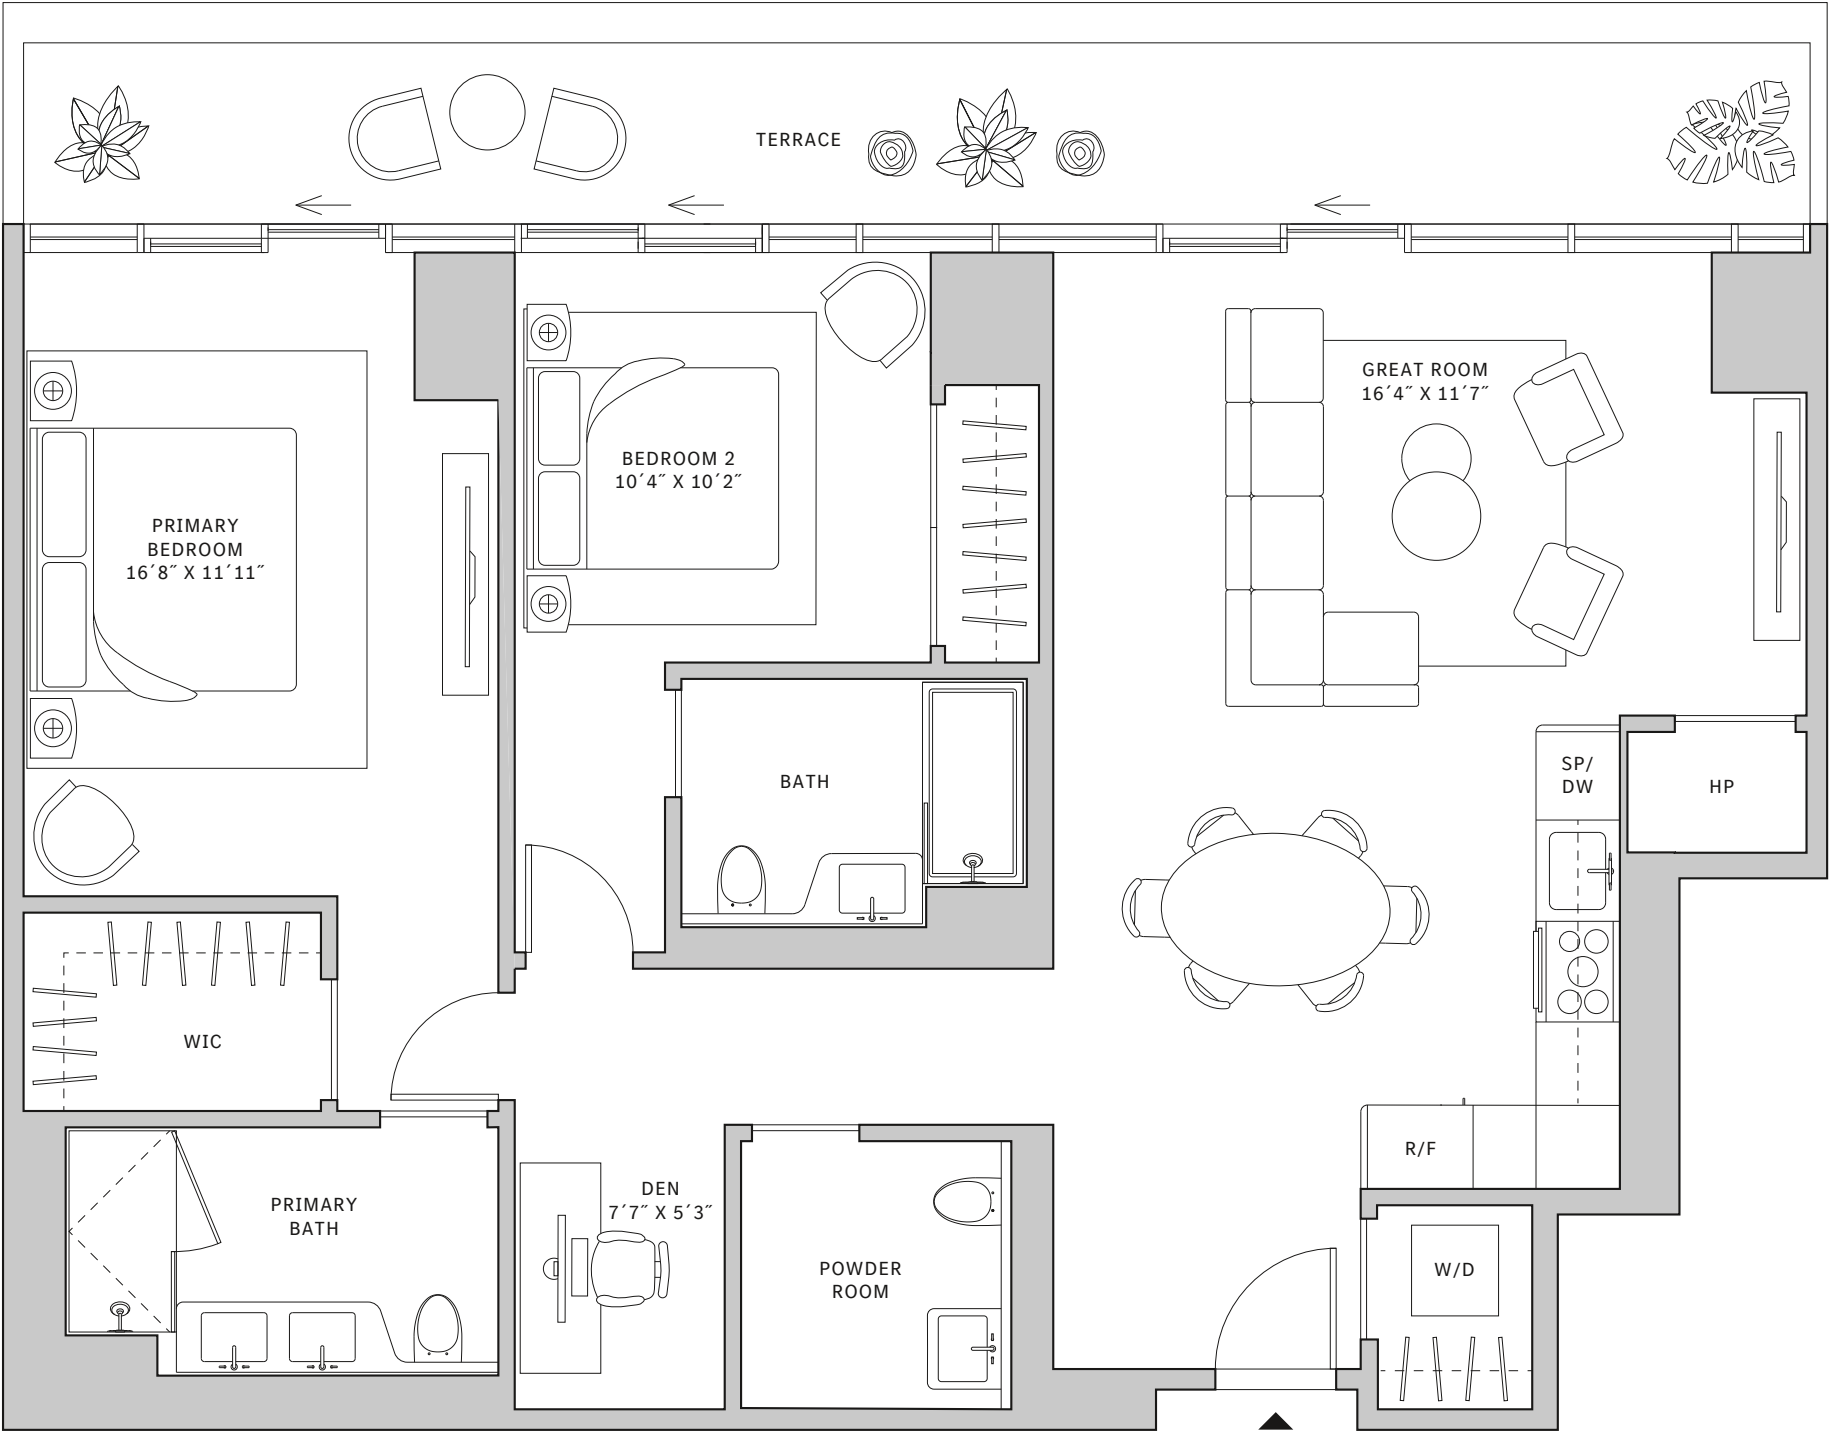 TERRACE
GREAT ROOM
16´4˝ X 11´7˝
BEDROOM 2
10´4˝ X 10´2˝
PRIMARY
BEDROOM
16´8˝ X 11´11˝
SP/
DW
HP
BATH
WIC
R/F
PRIMARY
BATH
DEN
7´7˝ X 5´3˝
POWDER
ROOM
W/D